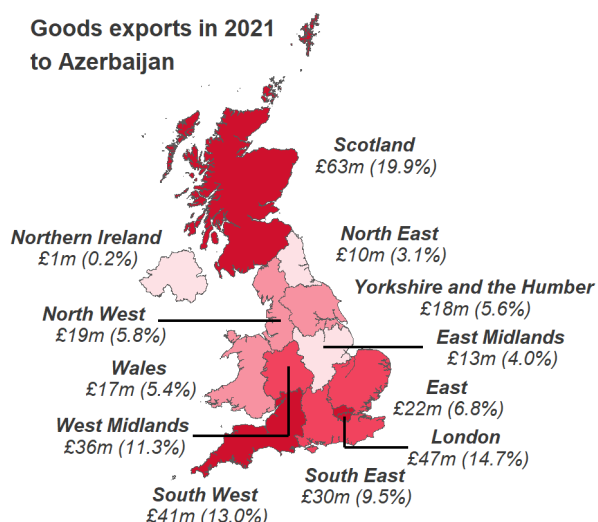 Goods exports in 2021
to Azerbaijan
Scotland
£63m (19.9%)
Northern Ireland
£1m (0.2%)
North East
£10m (3.1%)
Yorkshire and the Humber
£18m (5.6%)
North West
£19m (5.8%)
East Midlands
£13m (4.0%)
Wales
£17m (5.4%)
East
£22m (6.8%)
West Midlands
£36m (11.3%)
London
£47m (14.7%)
South East
£30m (9.5%)
South West
£41m (13.0%)